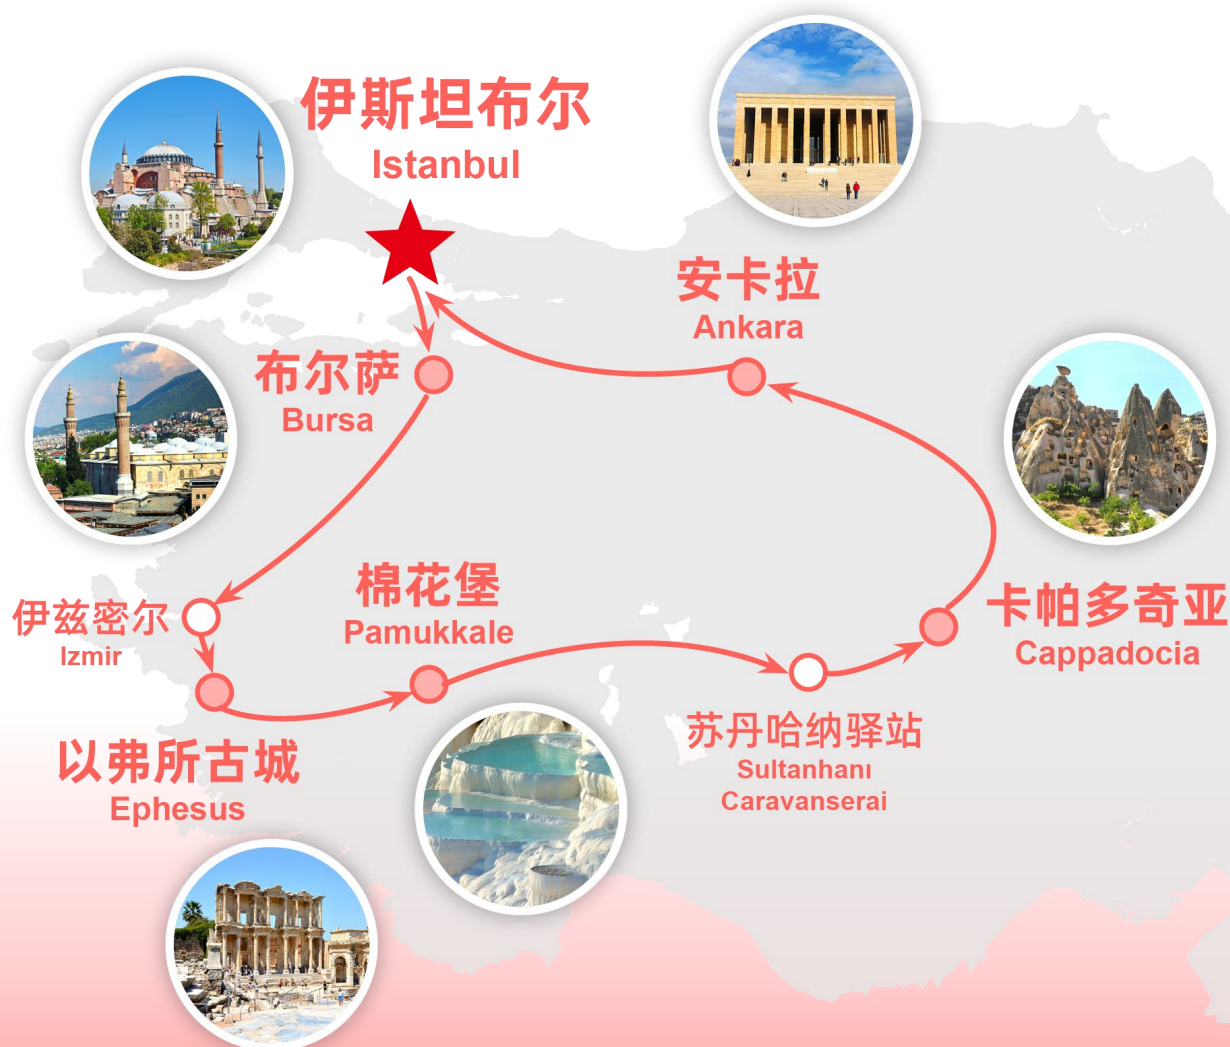 伊斯坦布尔
Istanbul
安卡拉
Ankara
布尔萨
Bursa
棉花堡
Pamukkale
伊兹密尔
Izmir
卡帕多奇亚
Cappadocia
苏丹哈纳驿站
Sultanhanı
Caravanserai
以弗所古城
Ephesus